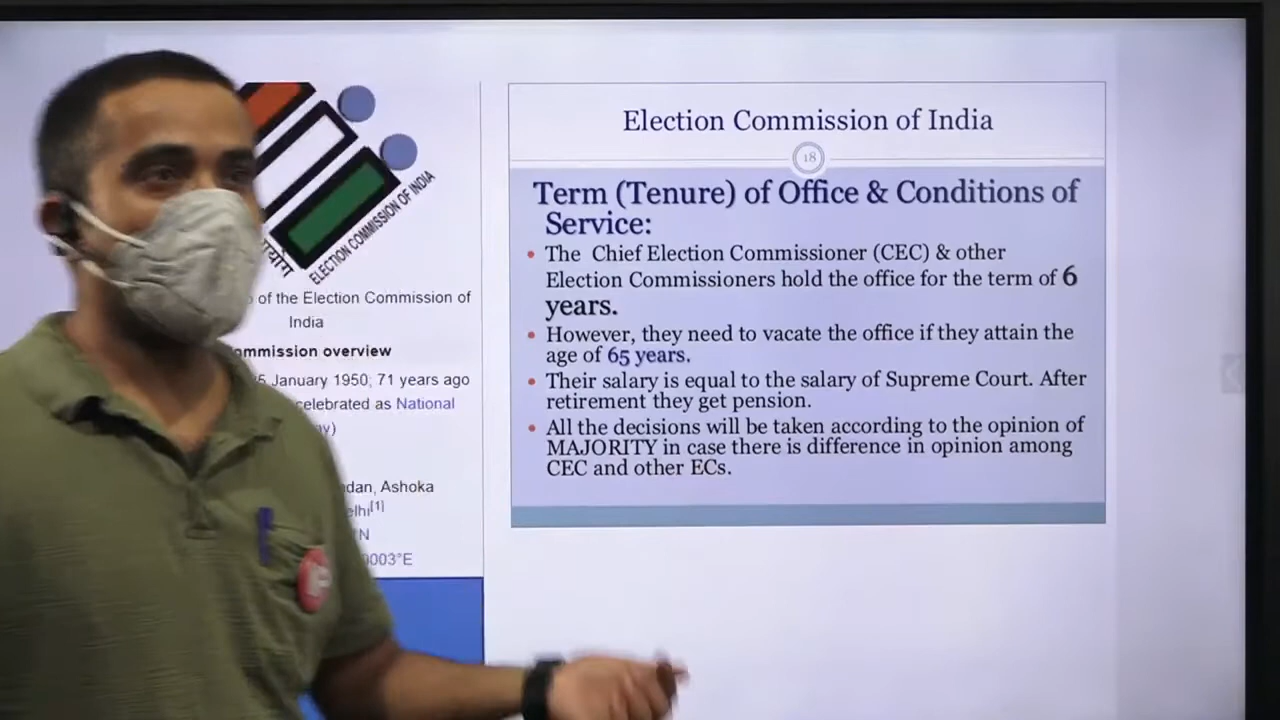 ELECTION COMMISSION OF INDIA
of the Election Commission of
India
ommission overview
5 January 1950; 71 years ago
celebrated as National
ay)
dan, Ashoka
elhi[1]
N
0003°E
Election Commission of India
18
Term (Tenure) of Office & Conditions of
Service:
• The Chief Election Commissioner (CEC) & other
Election Commissioners hold the office for the term of 6
years.
• However, they need to vacate the office if they attain the
age of 65 years.
• Their salary is equal to the salary of Supreme Court. After
retirement they get pension.
• All the decisions will be taken according to the opinion of
MAJORITY in case there is difference in opinion among
CEC and other ECs.